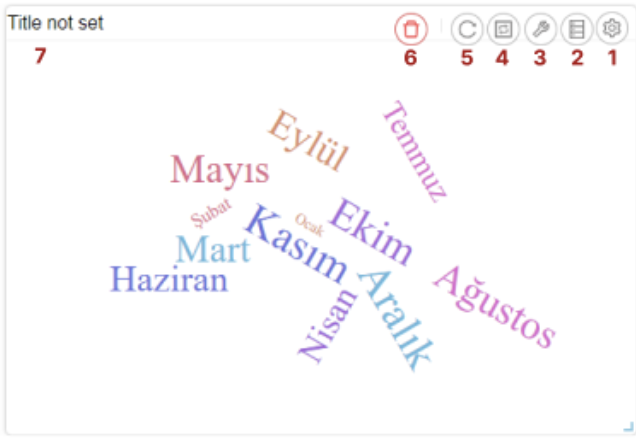 Title not set
7 6 5 4 3 2 1
Temmuz
Eylül
Mayıs
Şubat
Ocak
Ekim
Kasım
Mart
Haziran
Ağustos
Aralık
Nisan